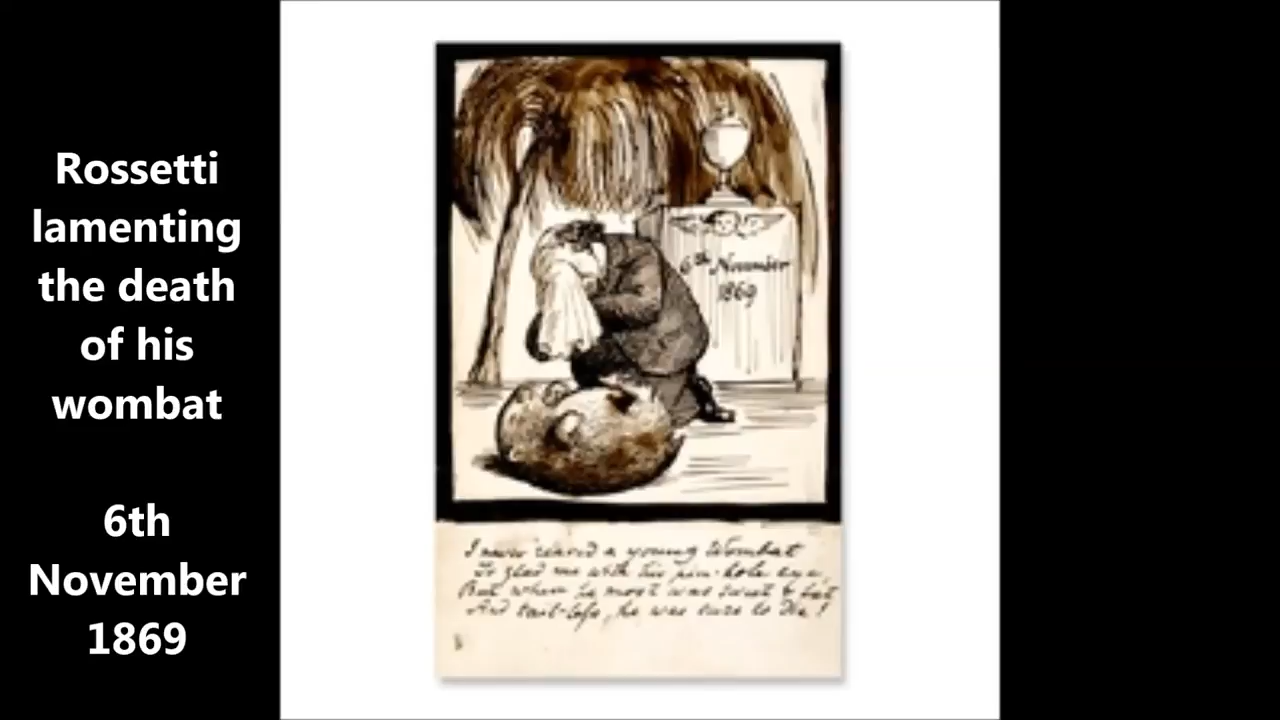 Rossetti
lamenting
the death
of his
wombat
6th
November
1869
6th November
1869
I never reared a young Wombat
To glad me with his pin-hole eye,
But when he most was sweet & fat
And tail-less, he was sure to die!